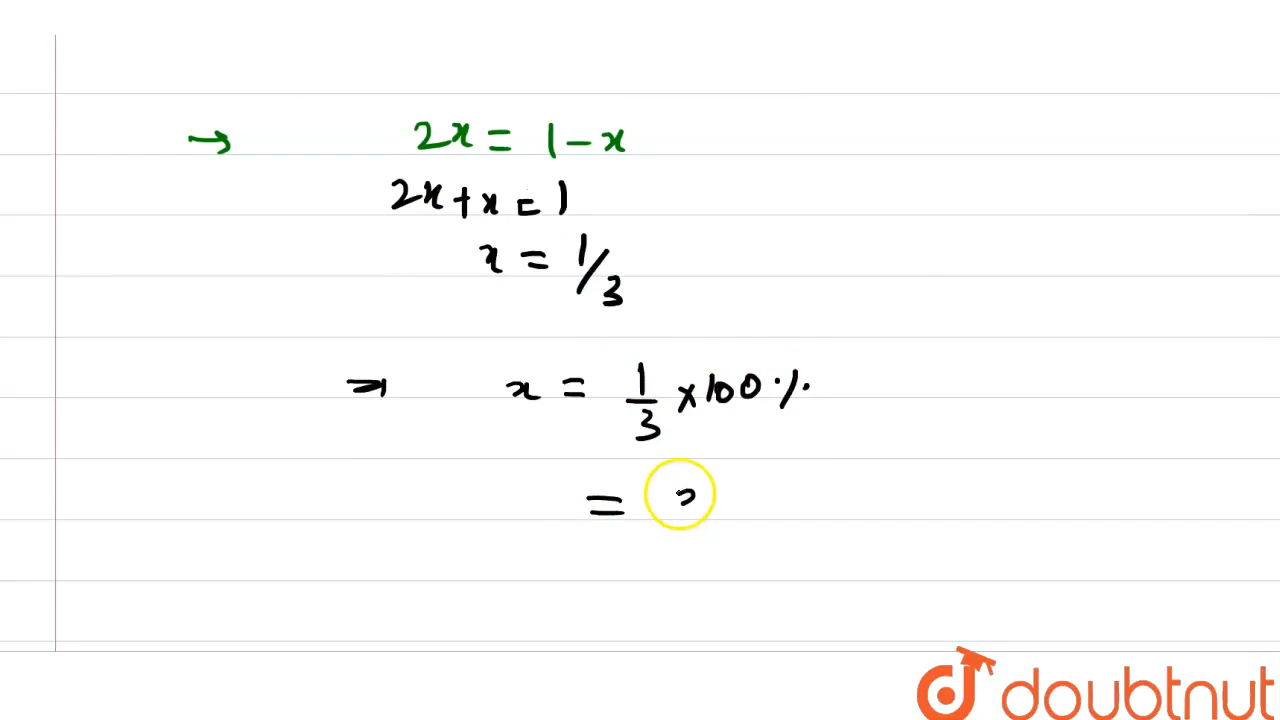 → 2x = 1 - x
2x + x = 1
x = 1/3
⇒ x = 1/3 × 100 %
=
doubtnut